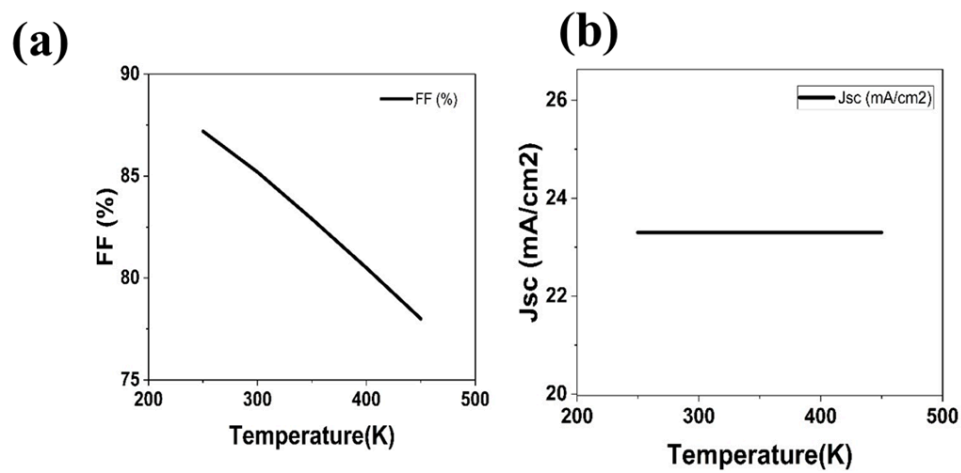 (a)
90
85
80
75
FF (%)
FF (%)
200 300 400 500
Temperature(K)
(b)
26
24
22
20
Jsc (mA/cm2)
Jsc (mA/cm2)
200 300 400 500
Temperature(K)